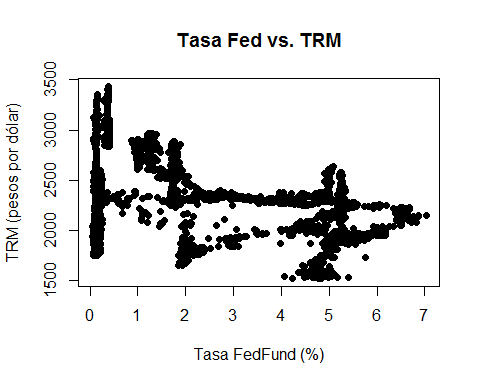 Tasa Fed vs. TRM
TRM (pesos por dólar)
3500
3000
2500
2000
1500
0 1 2 3 4 5 6 7
Tasa FedFund (%)